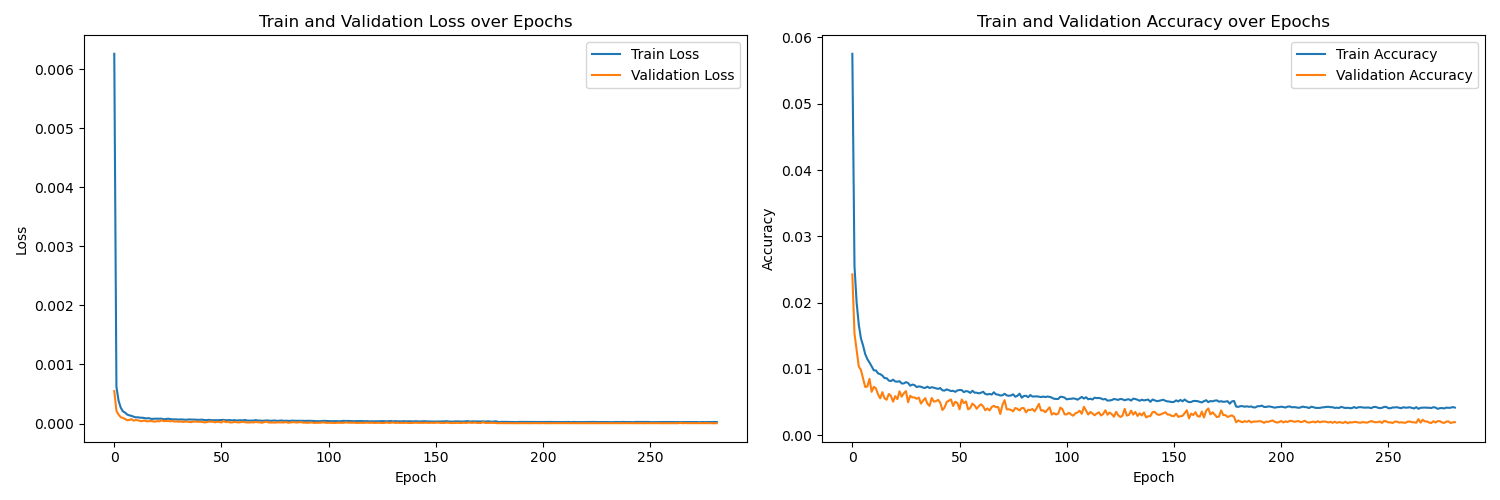 Train and Validation Loss over Epochs
Train Loss
Validation Loss
0.006
0.005
0.004
0.003
0.002
0.001
0.000
Loss
0
50
100
150
200
250
Epoch
Train and Validation Accuracy over Epochs
Train Accuracy
Validation Accuracy
0.06
0.05
0.04
0.03
0.02
0.01
0.00
Accuracy
0
50
100
150
200
250
Epoch